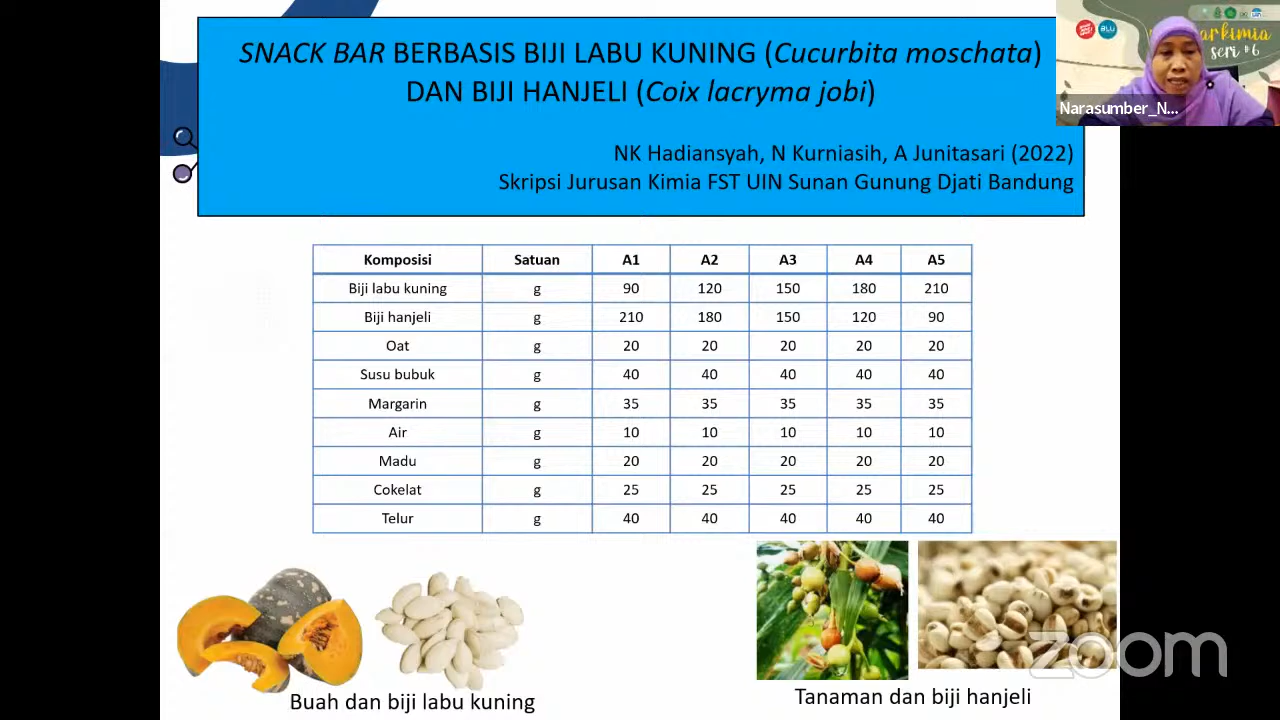 SNACK BAR BERBASIS BIJI LABU KUNING (Cucurbita moschata)
DAN BIJI HANJELI (Coix lacryma jobi)
NK Hadiansyah, N Kurniasih, A Junitasari (2022)
Skripsi Jurusan Kimia FST UIN Sunan Gunung Djati Bandung
arkimia
seri #6
BLU
Narasumber_N...
Komposisi Satuan A1 A2 A3 A4 A5
Biji labu kuning g 90 120 150 180 210
Biji hanjeli g 210 180 150 120 90
Oat g 20 20 20 20 20
Susu bubuk g 40 40 40 40 40
Margarin g 35 35 35 35 35
Air g 10 10 10 10 10
Madu g 20 20 20 20 20
Cokelat g 25 25 25 25 25
Telur g 40 40 40 40 40
Buah dan biji labu kuning
Tanaman dan biji hanjeli
zoom